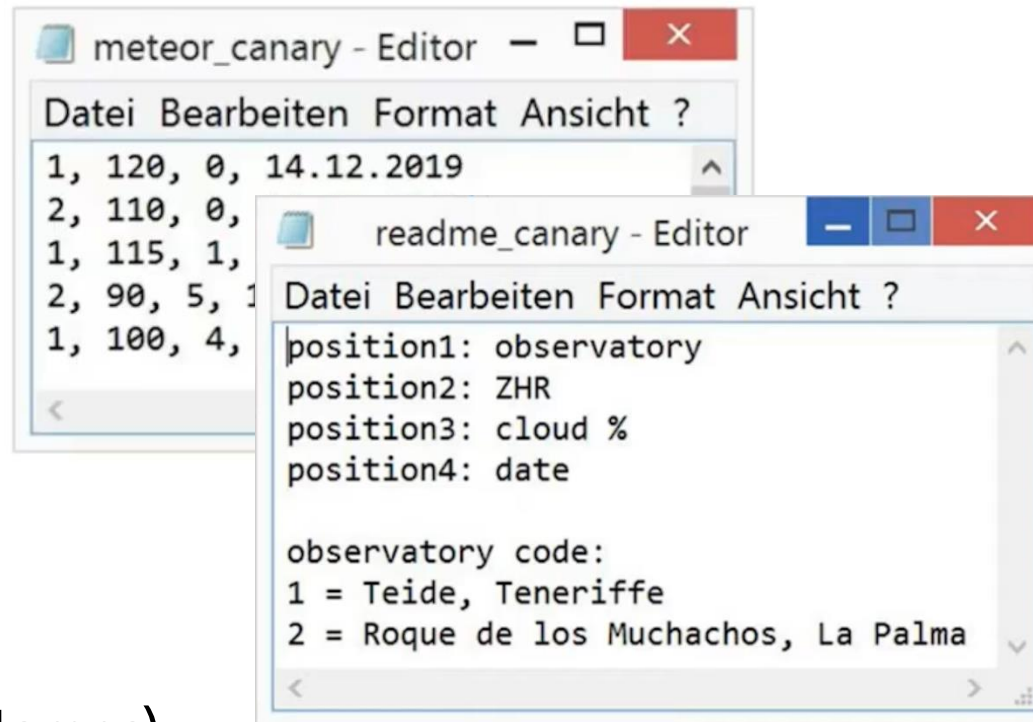 meteor_canary - Editor
Datei Bearbeiten Format Ansicht ?
1, 120, 0, 14.12.2019
2, 110, 0,
1, 115, 1,
2, 90, 5, 1
1, 100, 4,
readme_canary - Editor
Datei Bearbeiten Format Ansicht ?
position1: observatory
position2: ZHR
position3: cloud %
position4: date
observatory code:
1 = Teide, Teneriffe
2 = Roque de los Muchachos, La Palma